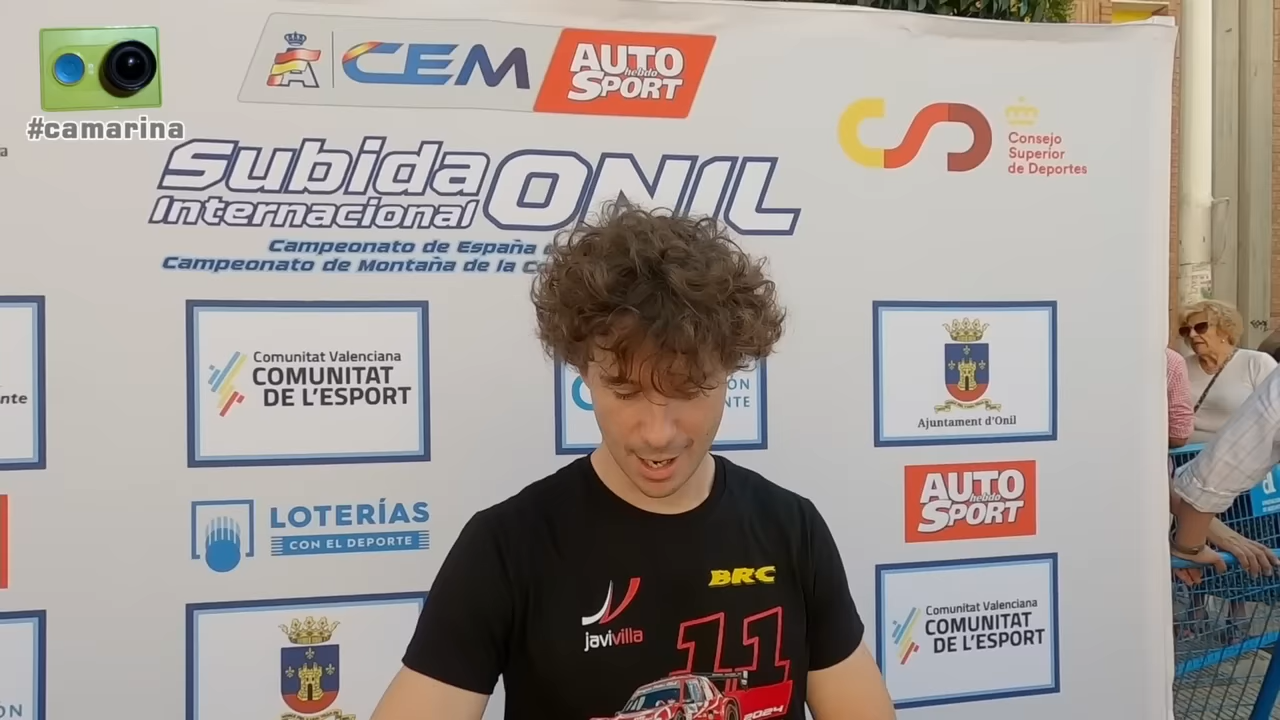 #camarina
CEM
AUTO
hebdo
SPORT
Subida
Internacional
ONIL
Campeonato de España
Campeonato de Montaña de la
Consejo
Superior
de Deportes
Comunitat Valenciana
COMUNITAT
DE L'ESPORT
Ajuntament d'Onil
LOTERÍAS
CON EL DEPORTE
AUTO
hebdo
SPORT
Comunitat Valenciana
COMUNITAT
DE L'ESPORT
BRC
javivilla
11
2024